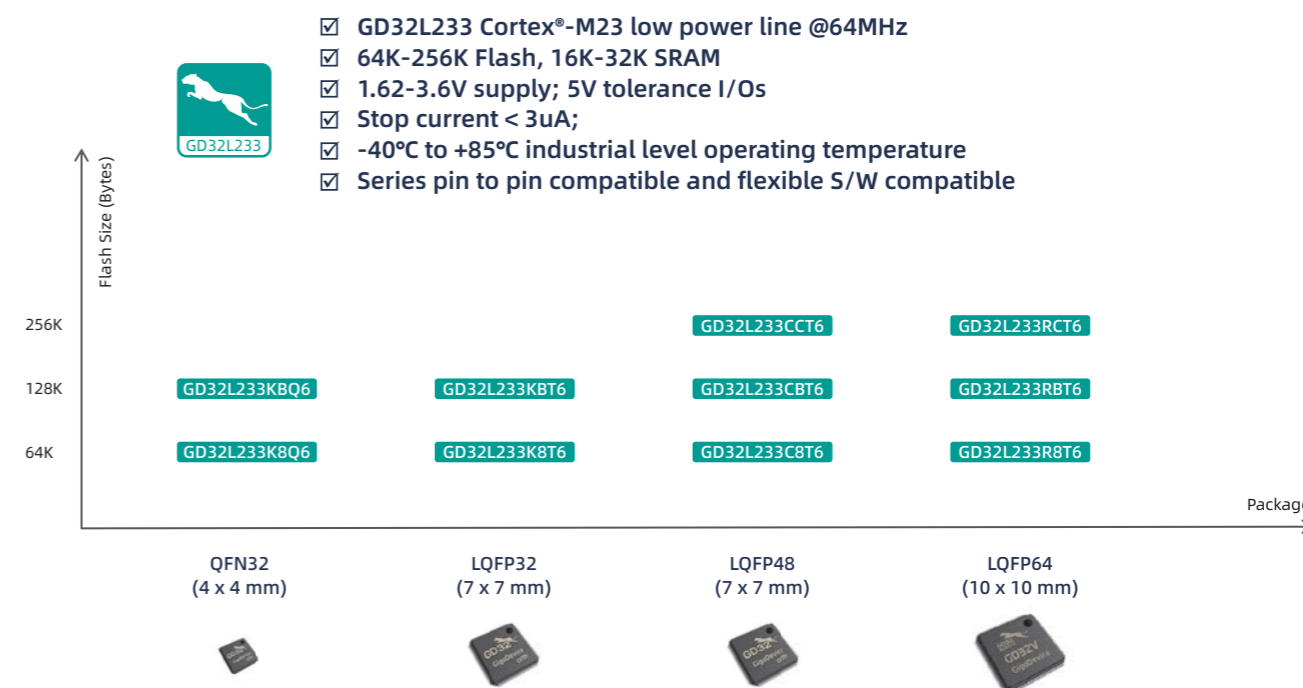 GD32L233 Cortex®-M23 low power line @64MHz
64K-256K Flash, 16K-32K SRAM
1.62-3.6V supply; 5V tolerance I/Os
Stop current < 3uA;
-40℃ to +85℃ industrial level operating temperature
Series pin to pin compatible and flexible S/W compatible
GD32L233
Flash Size (Bytes)
256K
GD32L233CCT6
GD32L233RCT6
128K
GD32L233KBQ6
GD32L233KBT6
GD32L233CBT6
GD32L233RBT6
64K
GD32L233K8Q6
GD32L233K8T6
GD32L233C8T6
GD32L233R8T6
Package
QFN32
(4 x 4 mm)
LQFP32
(7 x 7 mm)
LQFP48
(7 x 7 mm)
LQFP64
(10 x 10 mm)
GD32
GigaDevice
GD32
GigaDevice
GD32V
GigaDevice